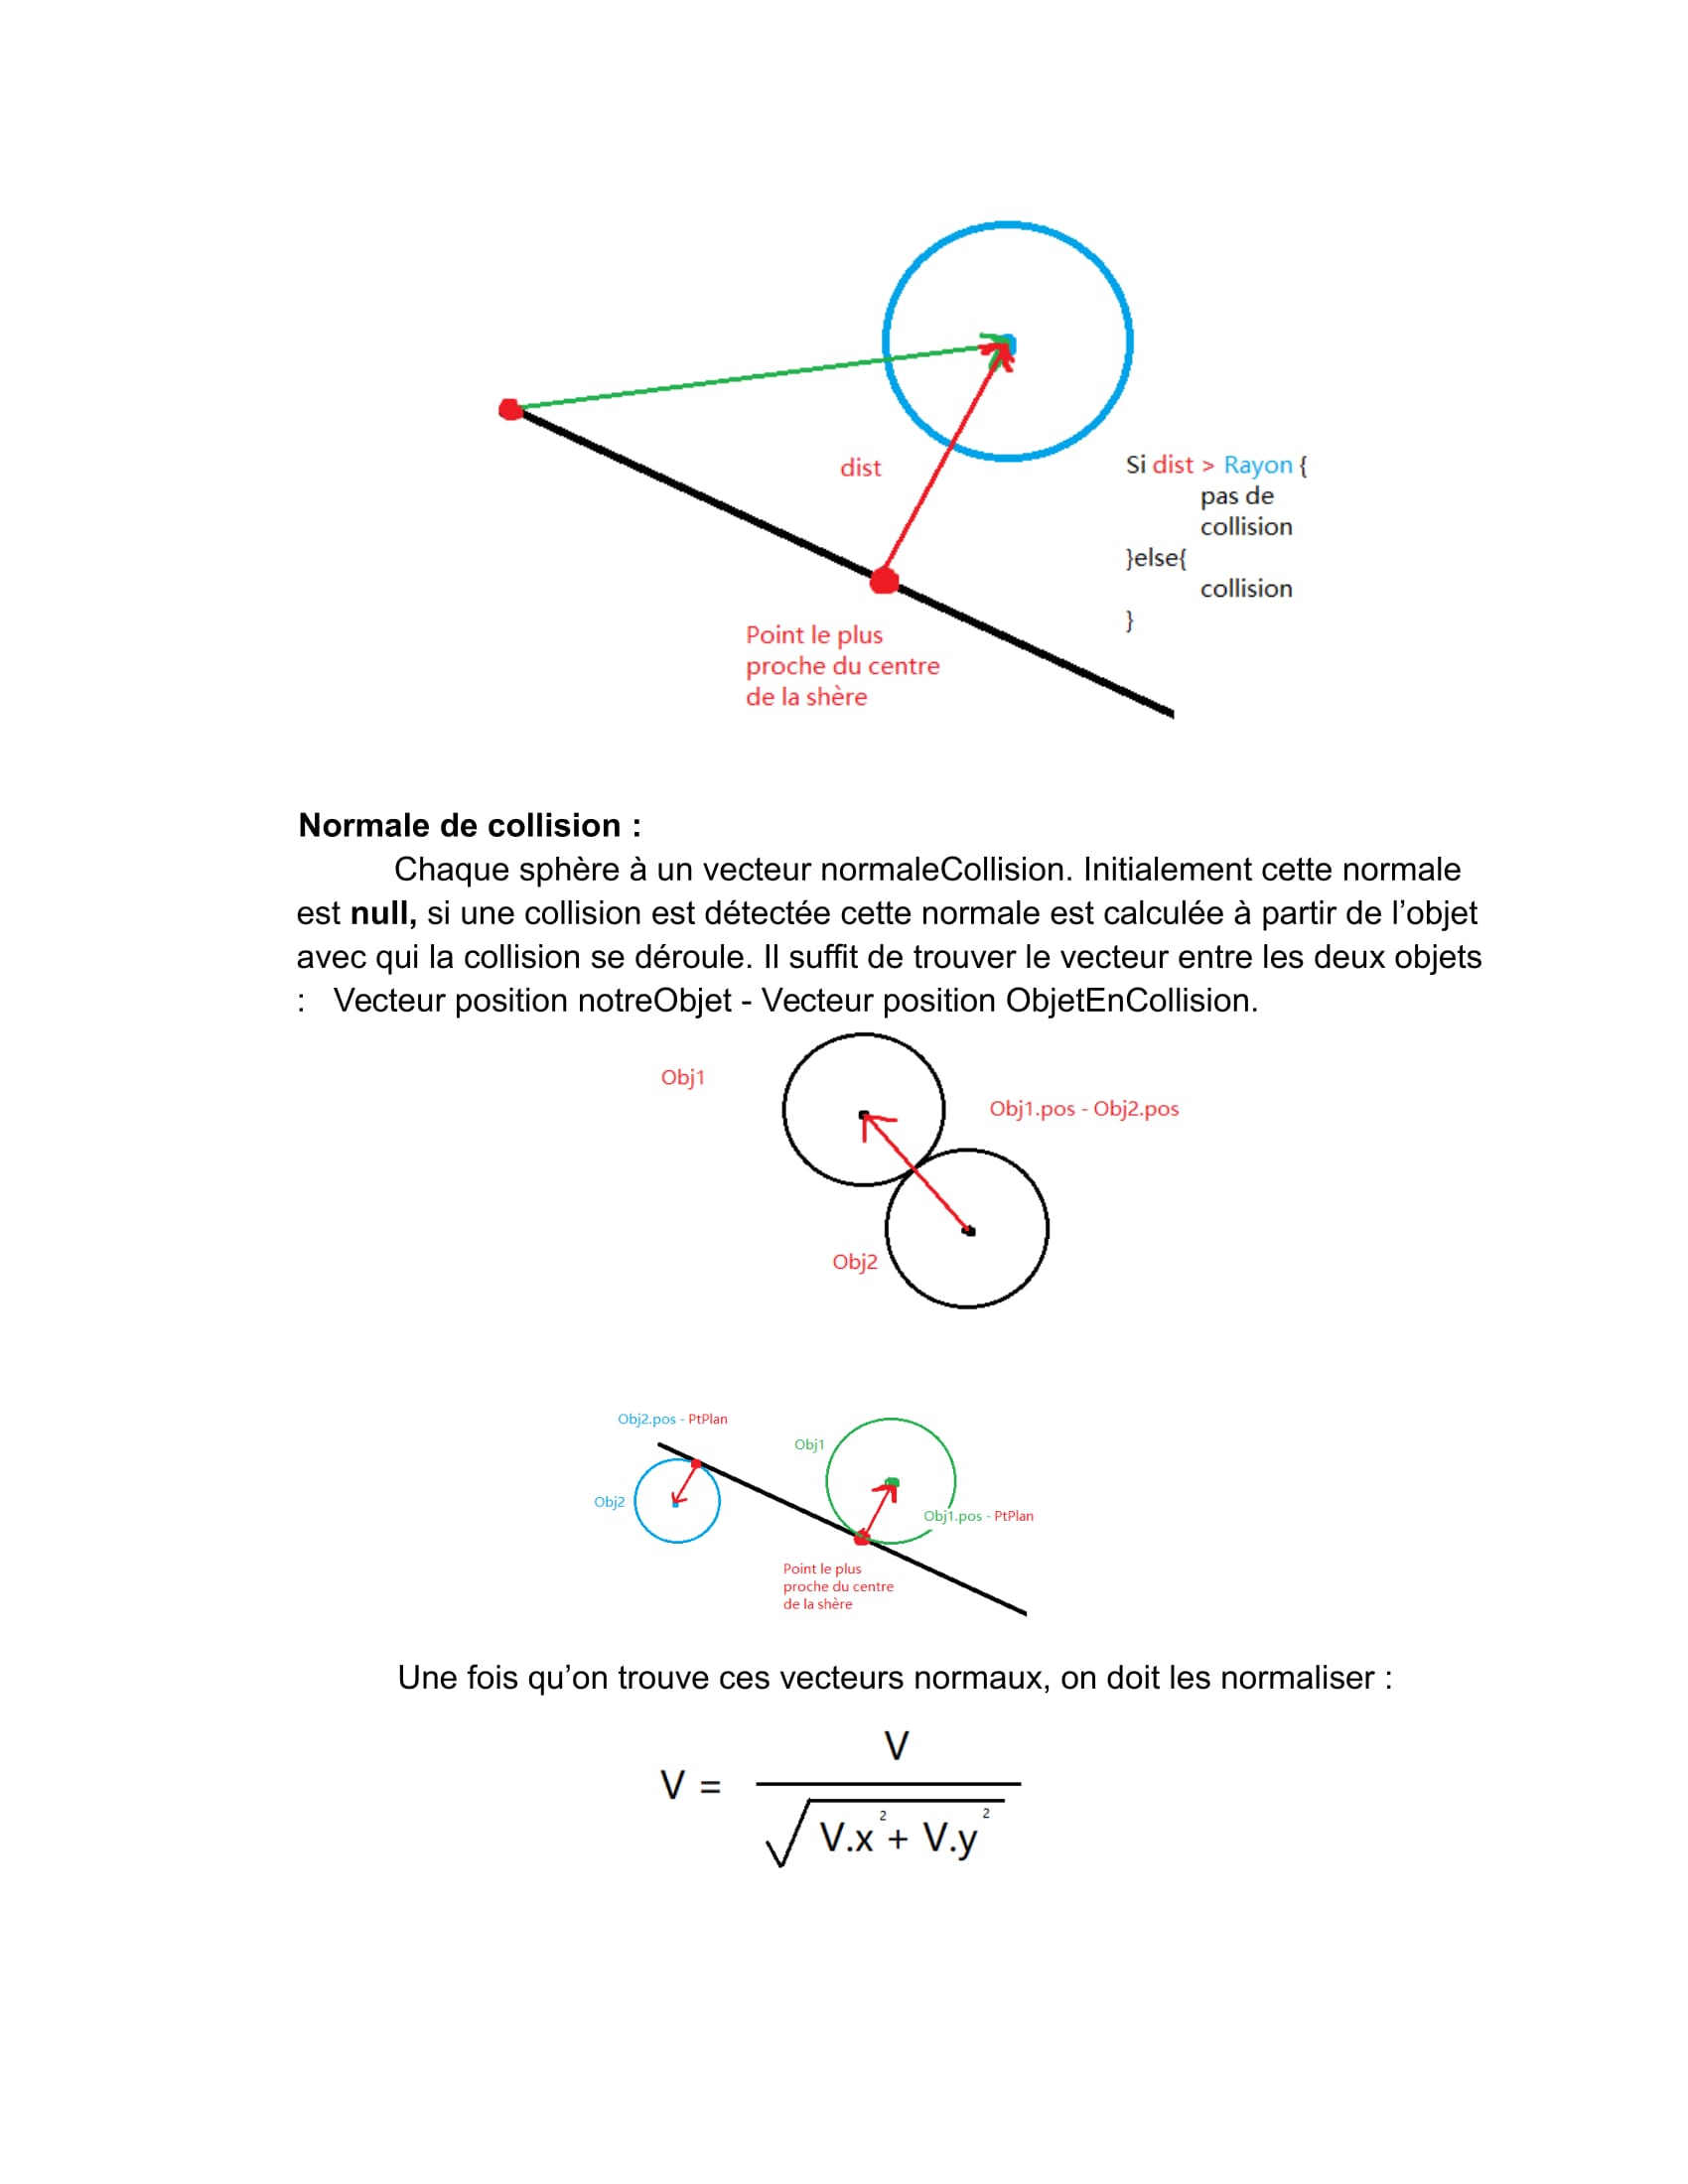 dist
Si dist > Rayon {
pas de
collision
}else{
collision
}
Point le plus
proche du centre
de la shère
Normale de collision :
Chaque sphère à un vecteur normaleCollision. Initialement cette normale
est null, si une collision est détectée cette normale est calculée à partir de l’objet
avec qui la collision se déroule. Il suffit de trouver le vecteur entre les deux objets
: Vecteur position notreObjet - Vecteur position ObjetEnCollision.
Obj1
Obj1.pos - Obj2.pos
Obj2
Obj2.pos - PtPlan
Obj1
Obj2
Obj1.pos - PtPlan
Point le plus
proche du centre
de la shère
Une fois qu’on trouve ces vecteurs normaux, on doit les normaliser :
V
V =
√ V.x² + V.y²